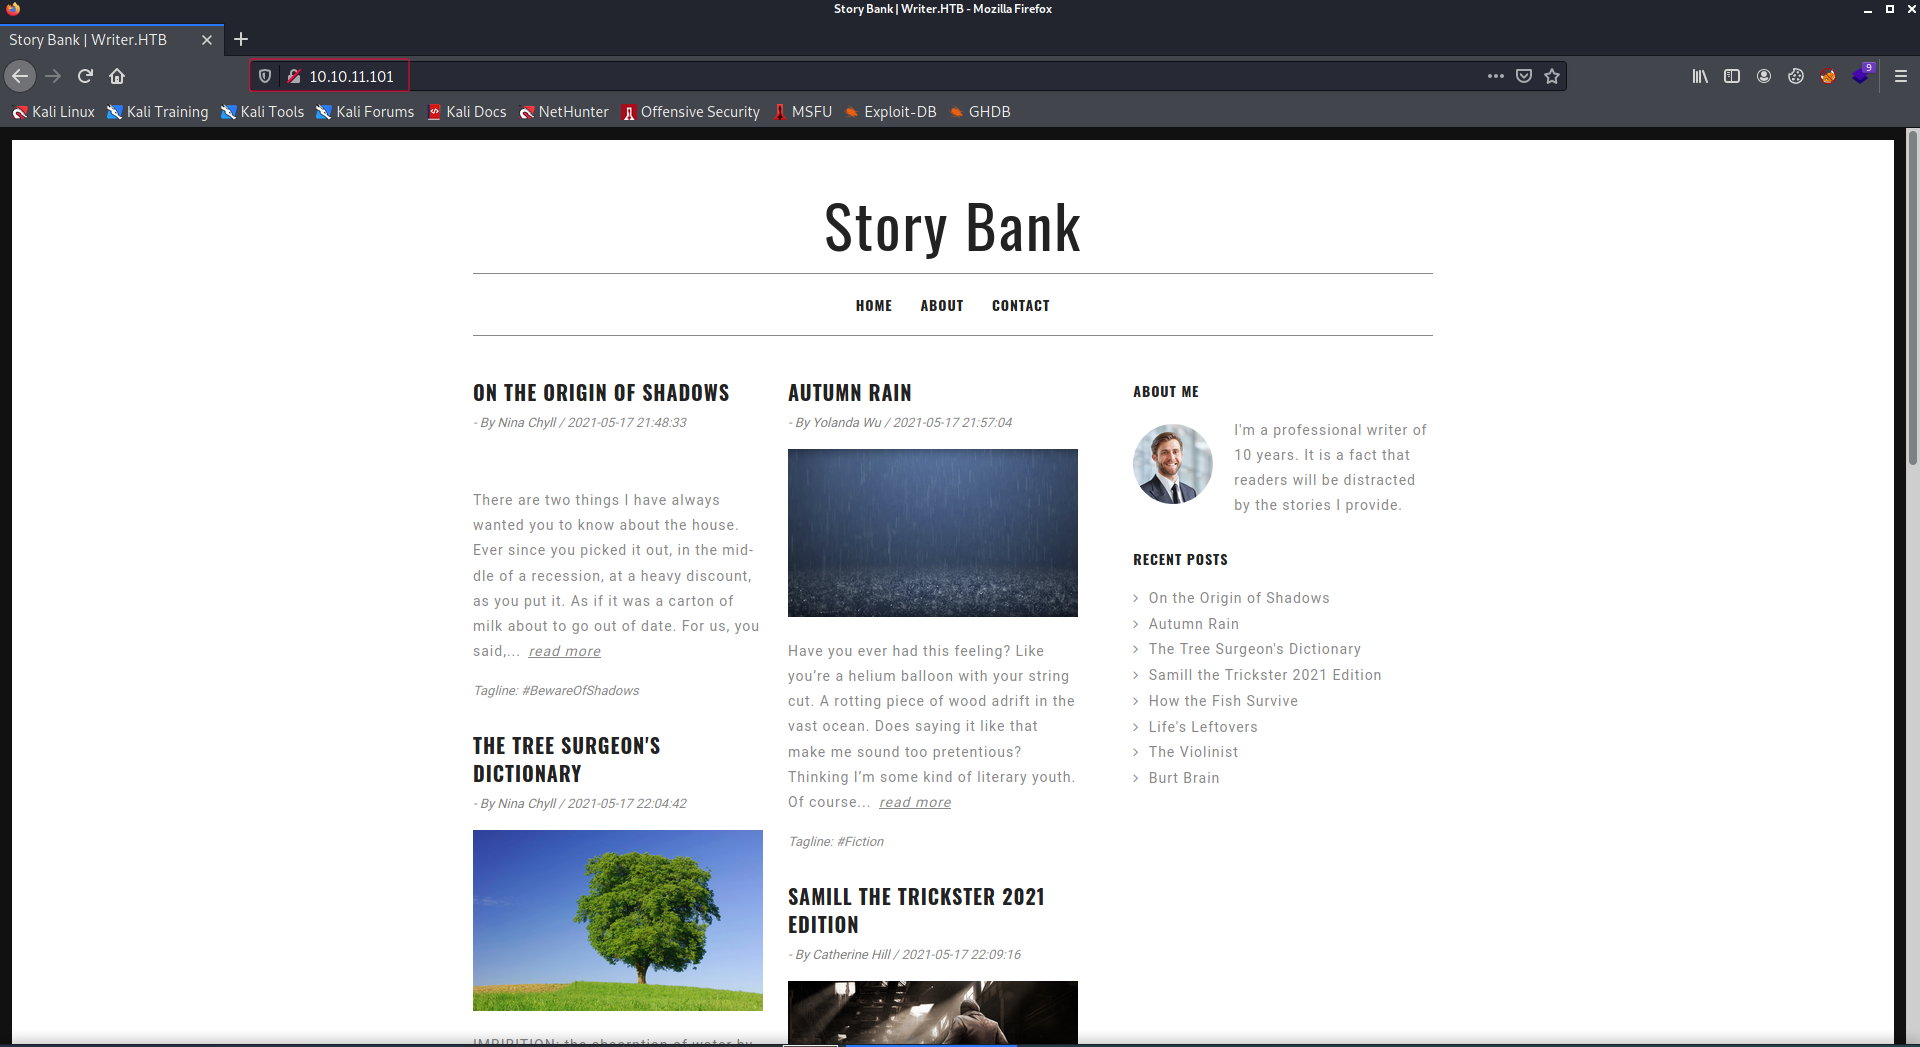 Story Bank | Writer.HTB - Mozilla Firefox
Story Bank | Writer.HTB
10.10.11.101
9
Kali Linux Kali Training Kali Tools Kali Forums Kali Docs NetHunter Offensive Security MSFU Exploit-DB GHDB
Story Bank
HOME ABOUT CONTACT
ON THE ORIGIN OF SHADOWS
- By Nina Chyll / 2021-05-17 21:48:33
There are two things I have always
wanted you to know about the house.
Ever since you picked it out, in the mid-
dle of a recession, at a heavy discount,
as you put it. As if it was a carton of
milk about to go out of date. For us, you
said,... read more
Tagline: #BewareOfShadows
THE TREE SURGEON'S
DICTIONARY
- By Nina Chyll / 2021-05-17 22:04:42
IMBIBITION: the absorption of water by
AUTUMN RAIN
- By Yolanda Wu / 2021-05-17 21:57:04
Have you ever had this feeling? Like
you’re a helium balloon with your string
cut. A rotting piece of wood adrift in the
vast ocean. Does saying it like that
make me sound too pretentious?
Thinking I’m some kind of literary youth.
Of course... read more
Tagline: #Fiction
SAMILL THE TRICKSTER 2021
EDITION
- By Catherine Hill / 2021-05-17 22:09:16
ABOUT ME
I'm a professional writer of
10 years. It is a fact that
readers will be distracted
by the stories I provide.
RECENT POSTS
On the Origin of Shadows
Autumn Rain
The Tree Surgeon's Dictionary
Samill the Trickster 2021 Edition
How the Fish Survive
Life's Leftovers
The Violinist
Burt Brain